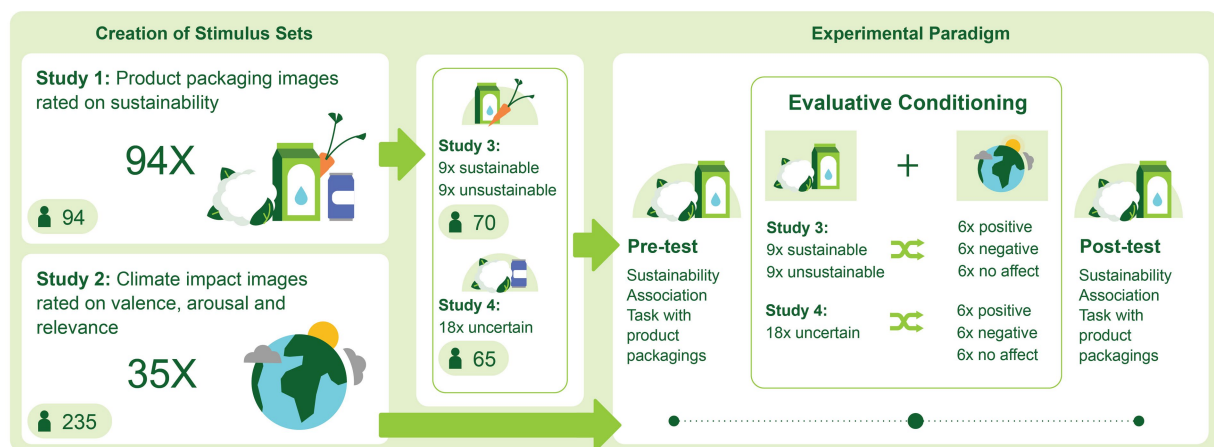 Creation of Stimulus Sets
Study 1: Product packaging images
rated on sustainability
94X
94
Study 2: Climate impact images
rated on valence, arousal and
relevance
35X
235
Study 3:
9x sustainable
9x unsustainable
70
Study 4:
18x uncertain
65
Experimental Paradigm
Pre-test
Sustainability
Association
Task with
product
packagings
Evaluative Conditioning
+
Study 3:
9x sustainable
9x unsustainable
6x positive
6x negative
6x no affect
Study 4:
18x uncertain
6x positive
6x negative
6x no affect
Post-test
Sustainability
Association
Task with
product
packagings